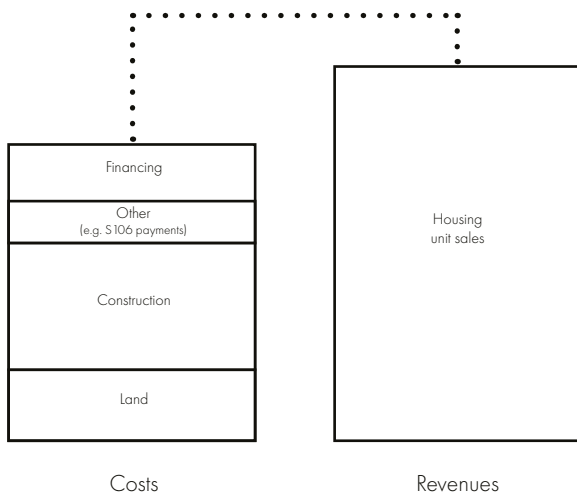 Financing
Other
(e.g. S106 payments)
Construction
Land
Housing
unit sales
Costs
Revenues